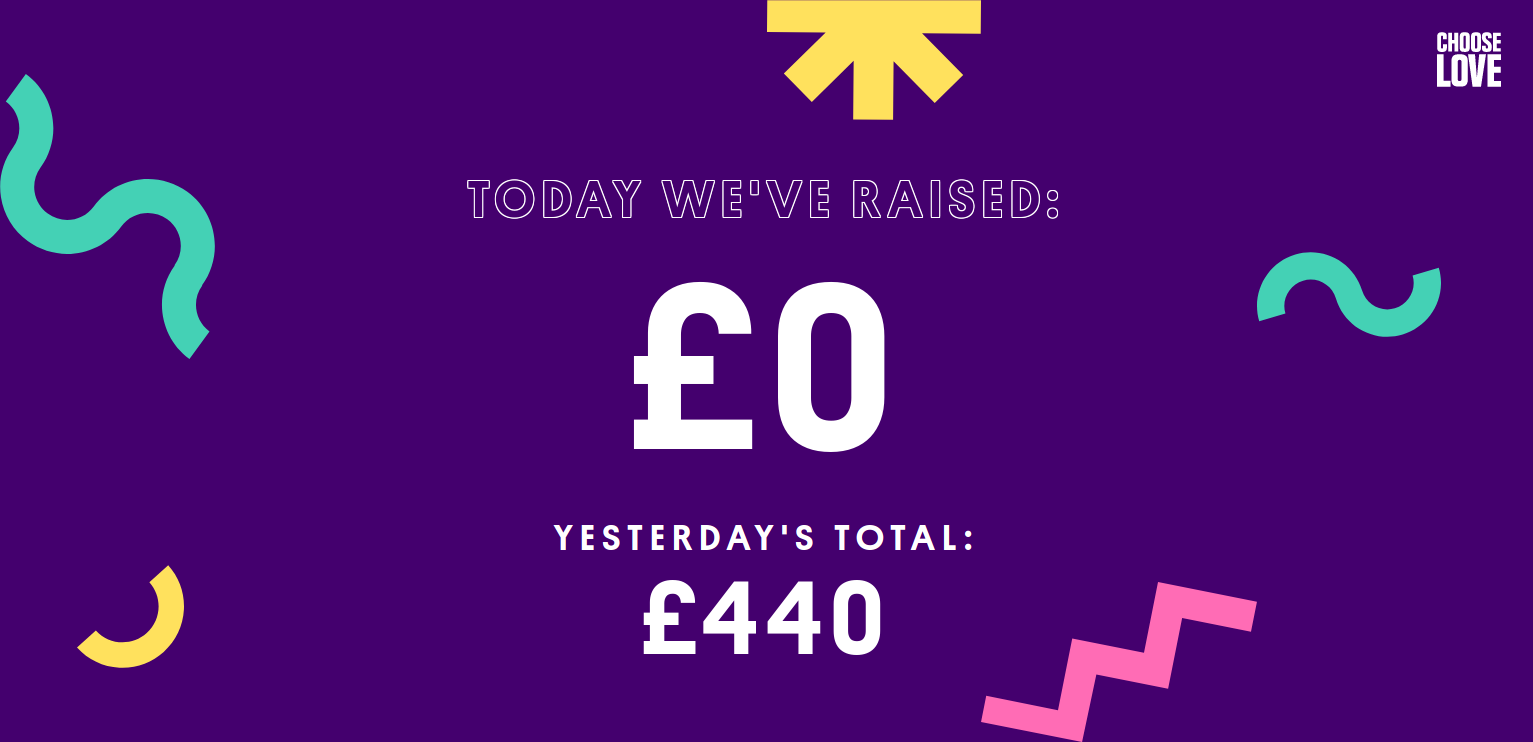 CHOOSE
LOVE
TODAY WE'VE RAISED:
£0
YESTERDAY'S TOTAL:
£440